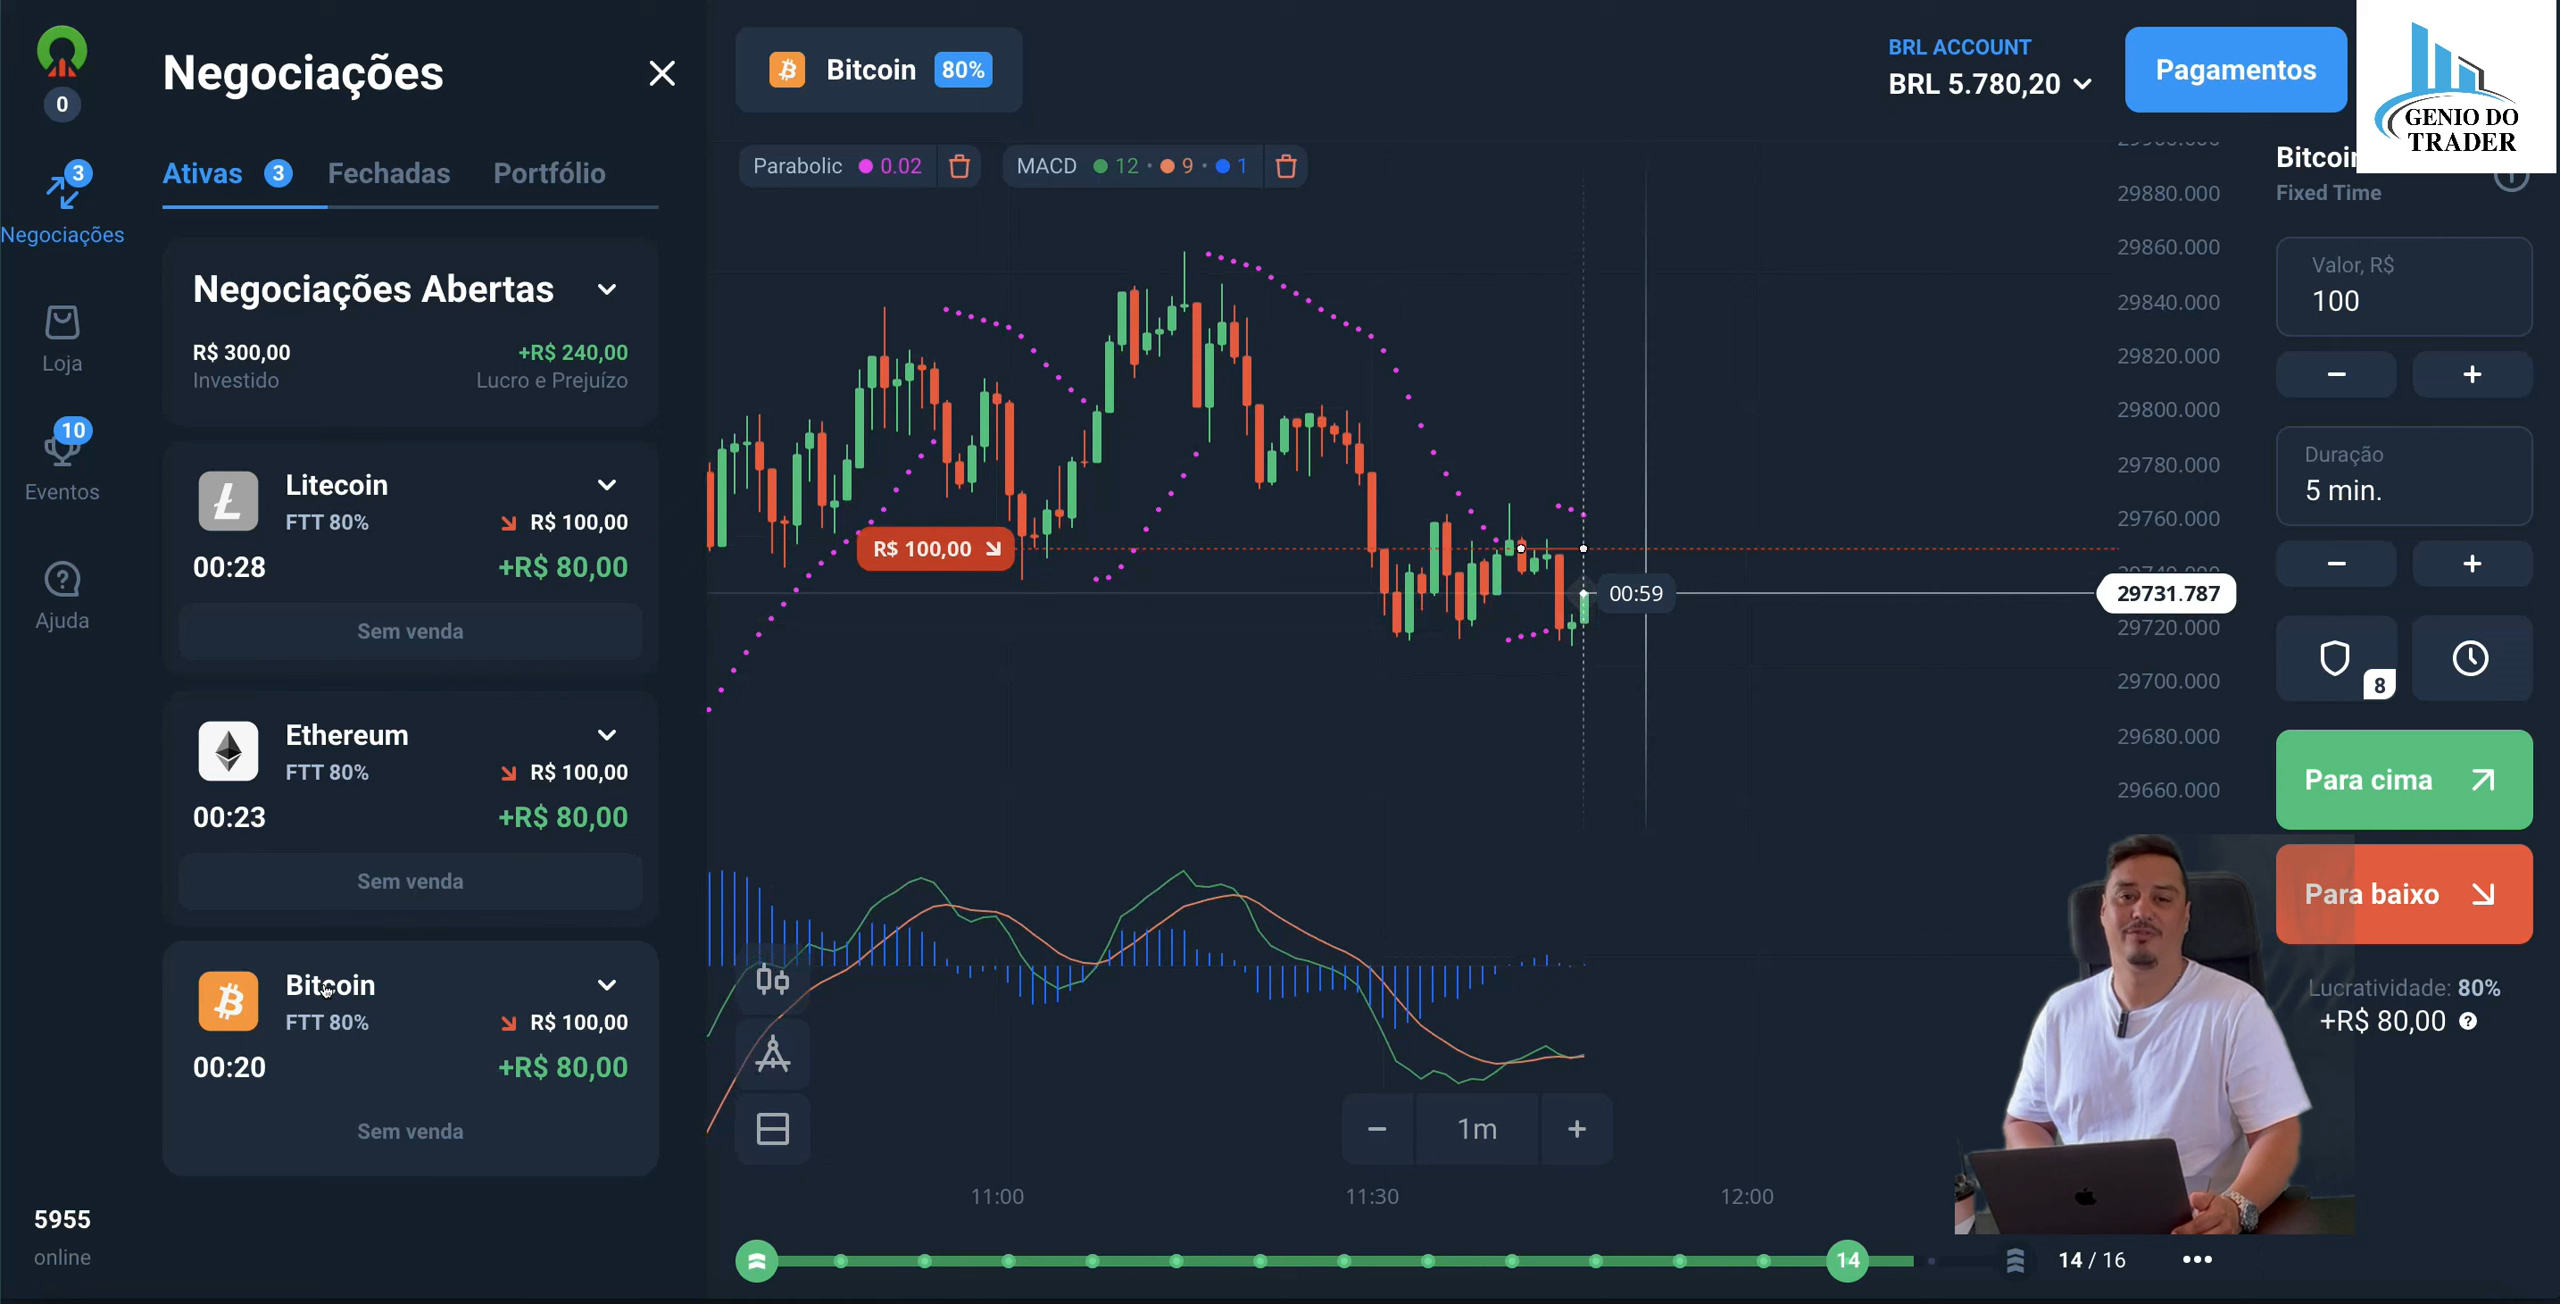 0
Negociações
3
Negociações
Loja
10
Eventos
Ajuda
5955
online
Ativas 3 Fechadas Portfólio
Negociações Abertas
R$ 300,00 +R$ 240,00
Investido Lucro e Prejuízo
Litecoin
FTT 80% R$ 100,00
00:28 +R$ 80,00
Sem venda
Ethereum
FTT 80% R$ 100,00
00:23 +R$ 80,00
Sem venda
Bitcoin
FTT 80% R$ 100,00
00:20 +R$ 80,00
Sem venda
Bitcoin 80%
BRL ACCOUNT
BRL 5.780,20
Pagamentos
GENIO DO
TRADER
Parabolic 0.02
MACD 12 · 9 · 1
R$ 100,00
00:59
29880.000
29860.000
29840.000
29820.000
29800.000
29780.000
29760.000
29731.787
29720.000
29700.000
29680.000
29660.000
− 1m +
11:00 11:30 12:00
14
14 / 16
Fixed Time
Valor, R$
100
− +
Duração
5 min.
− +
8
Para cima
Para baixo
Lucratividade: 80%
+R$ 80,00